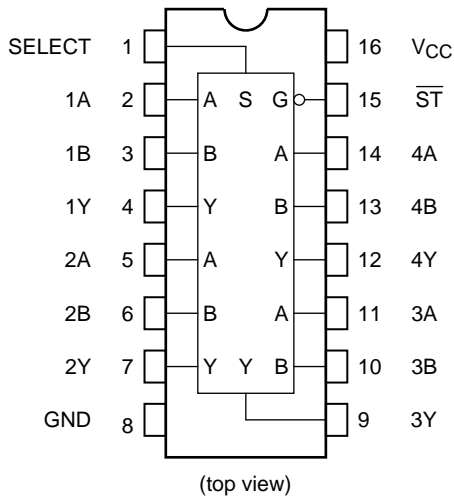 SELECT 1 16 VCC
1A 2 A S G 15 S̅T̅
1B 3 B A 14 4A
1Y 4 Y B 13 4B
2A 5 A Y 12 4Y
2B 6 B A 11 3A
2Y 7 Y Y B 10 3B
GND 8 9 3Y
(top view)